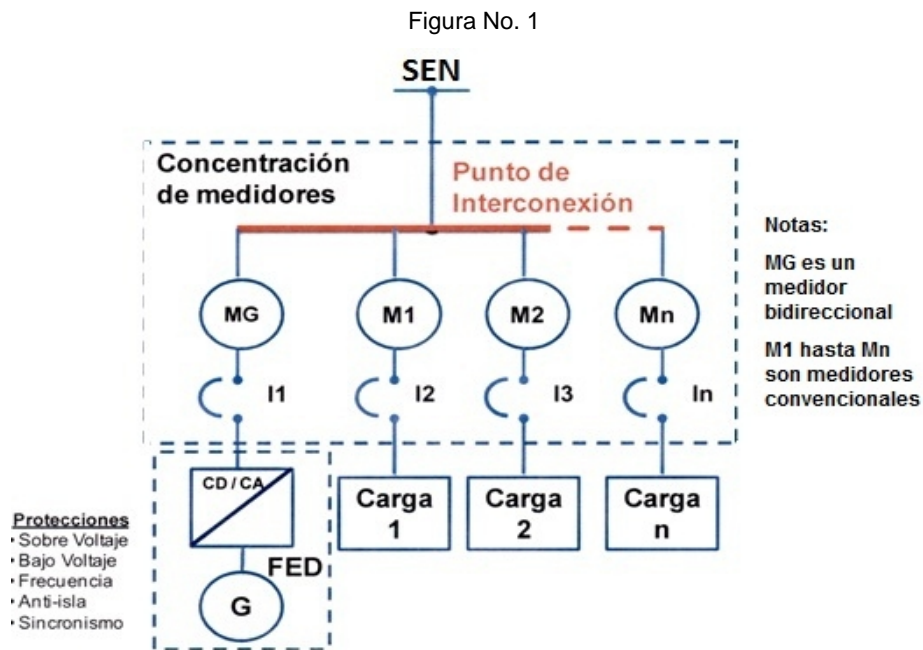 Figura No. 1
SEN
Concentración
de medidores
Punto de
Interconexión
Notas:
MG es un
medidor
bidireccional
M1 hasta Mn
son medidores
convencionales
MG
M1
M2
Mn
I1
I2
I3
In
CD / CA
Carga
1
Carga
2
Carga
n
FED
G
Protecciones
• Sobre Voltaje
• Bajo Voltaje
• Frecuencia
• Anti-isla
• Sincronismo